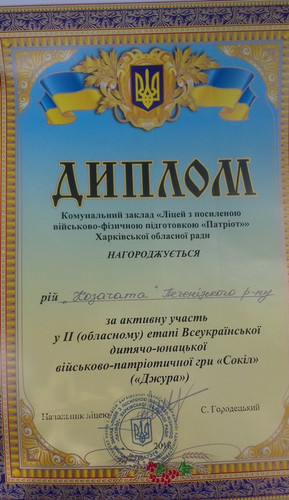 ДИПЛОМ
Комунальний заклад «Ліцей з посиленою
військово-фізичною підготовкою «Патріот»»
Харківської обласної ради
НАГОРОДЖУЄТЬСЯ
рій „Козачата" Печенізького р-ну
за активну участь
у ІІ (обласному) етапі Всеукраїнської
дитячо-юнацької
військово-патріотичної гри «Сокіл»
(«Джура»)
Начальник ліцею С. Городецький